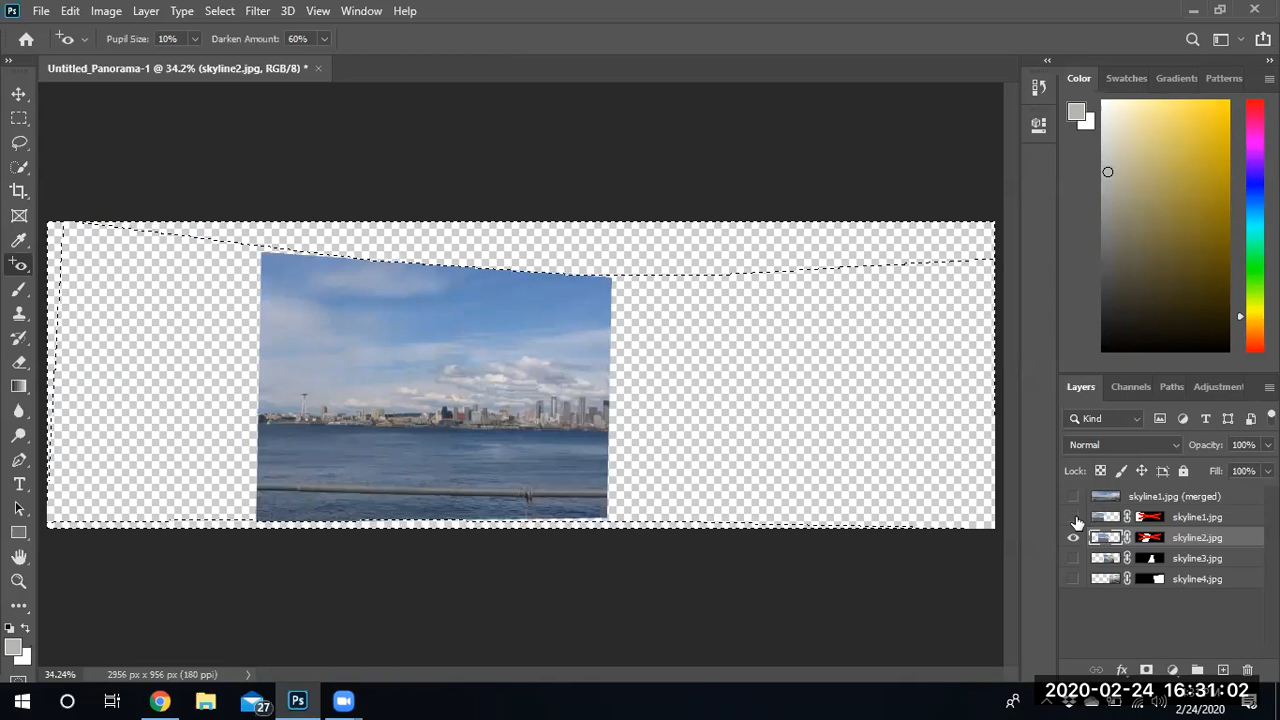 Ps File Edit Image Layer Type Select Filter 3D View Window Help
Pupil Size: 10% Darken Amount: 60%
Untitled_Panorama-1 @ 34.2% (skyline2.jpg, RGB/8) *
Color Swatches Gradients Patterns
Layers Channels Paths Adjustment
Kind
Normal Opacity: 100%
Lock: Fill: 100%
skyline1.jpg (merged)
skyline1.jpg
skyline2.jpg
skyline3.jpg
skyline4.jpg
34.24% 2956 px x 956 px (180 ppi)
27 Ps
2020-02-24 16:31:02
2/24/2020